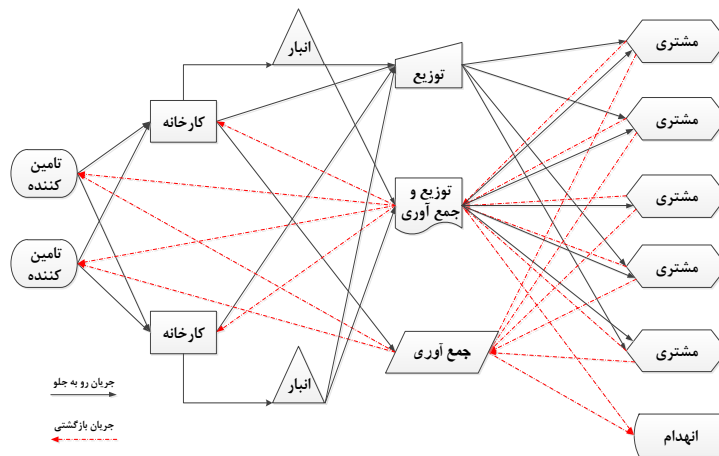 انبار
توزیع
مشتری
کارخانه
مشتری
تامین
کننده
توزیع و
جمع آوری
مشتری
تامین
کننده
مشتری
کارخانه
جمع آوری
مشتری
انبار
جریان رو به جلو
جریان بازگشتی
انهدام